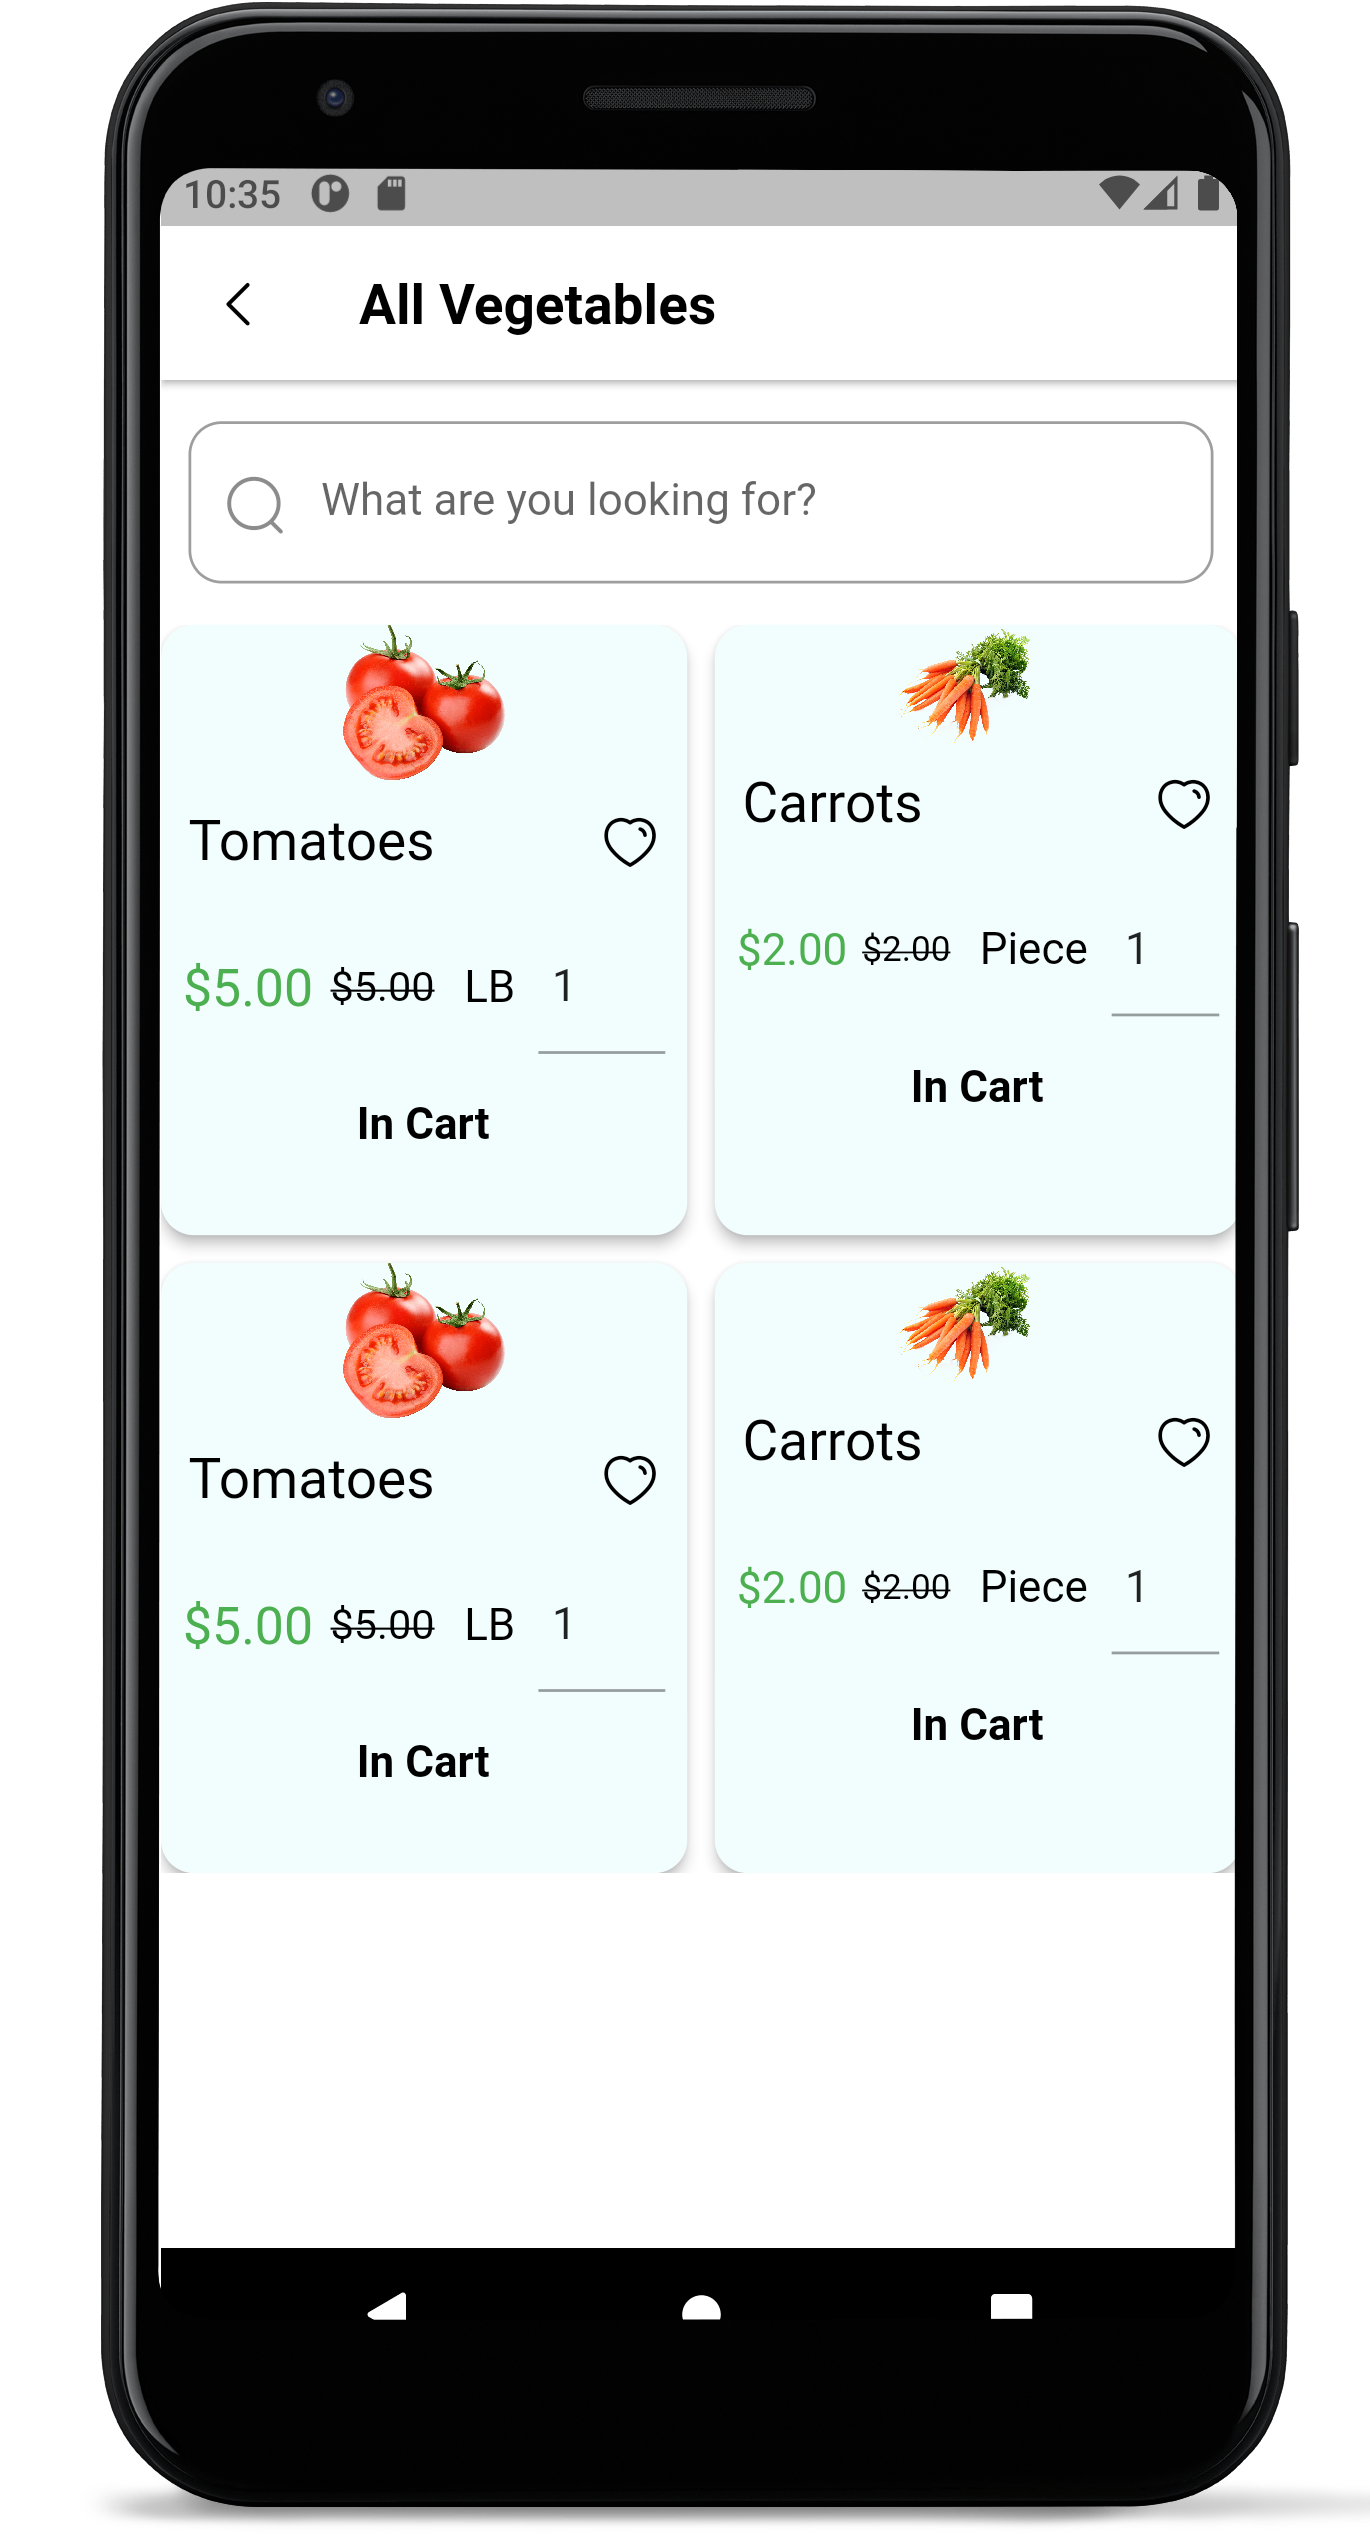 10:35
All Vegetables
What are you looking for?
Tomatoes
$5.00 $5.00 LB 1
In Cart
Carrots
$2.00 $2.00 Piece 1
In Cart
Tomatoes
$5.00 $5.00 LB 1
In Cart
Carrots
$2.00 $2.00 Piece 1
In Cart